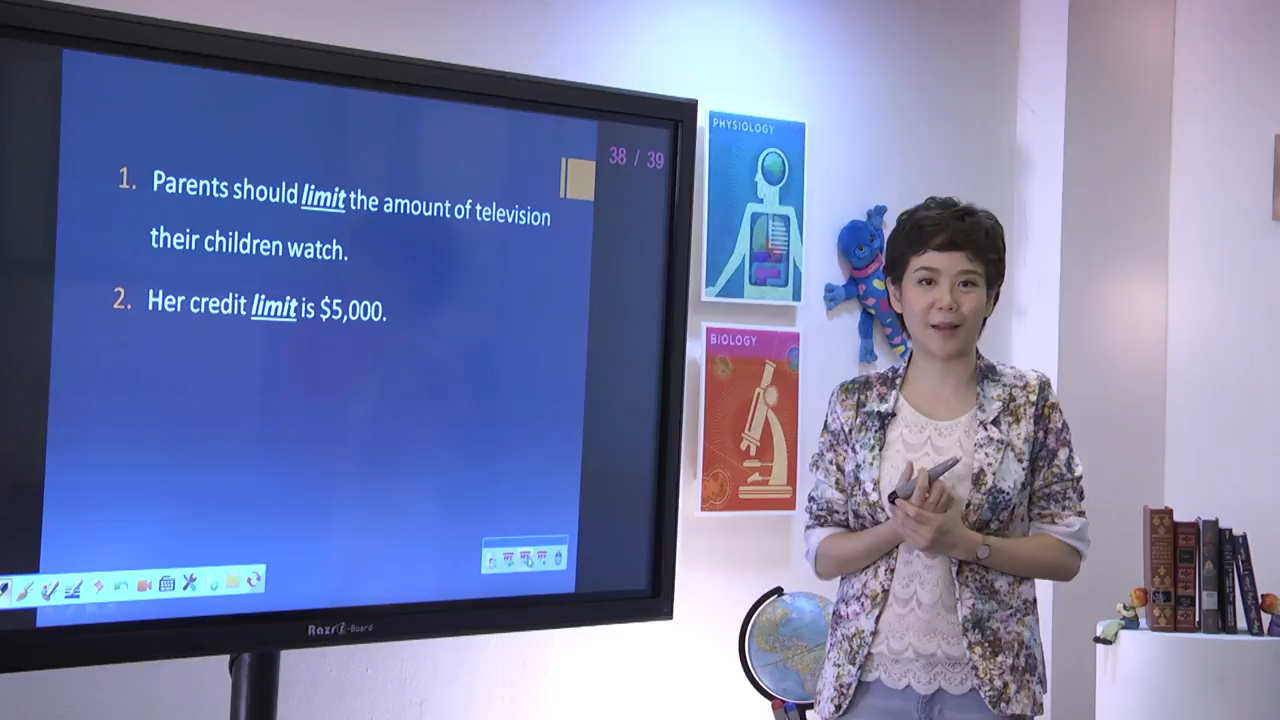 38 / 39
1. Parents should limit the amount of television
their children watch.
2. Her credit limit is $5,000.
PHYSIOLOGY
BIOLOGY
Razr i-Board